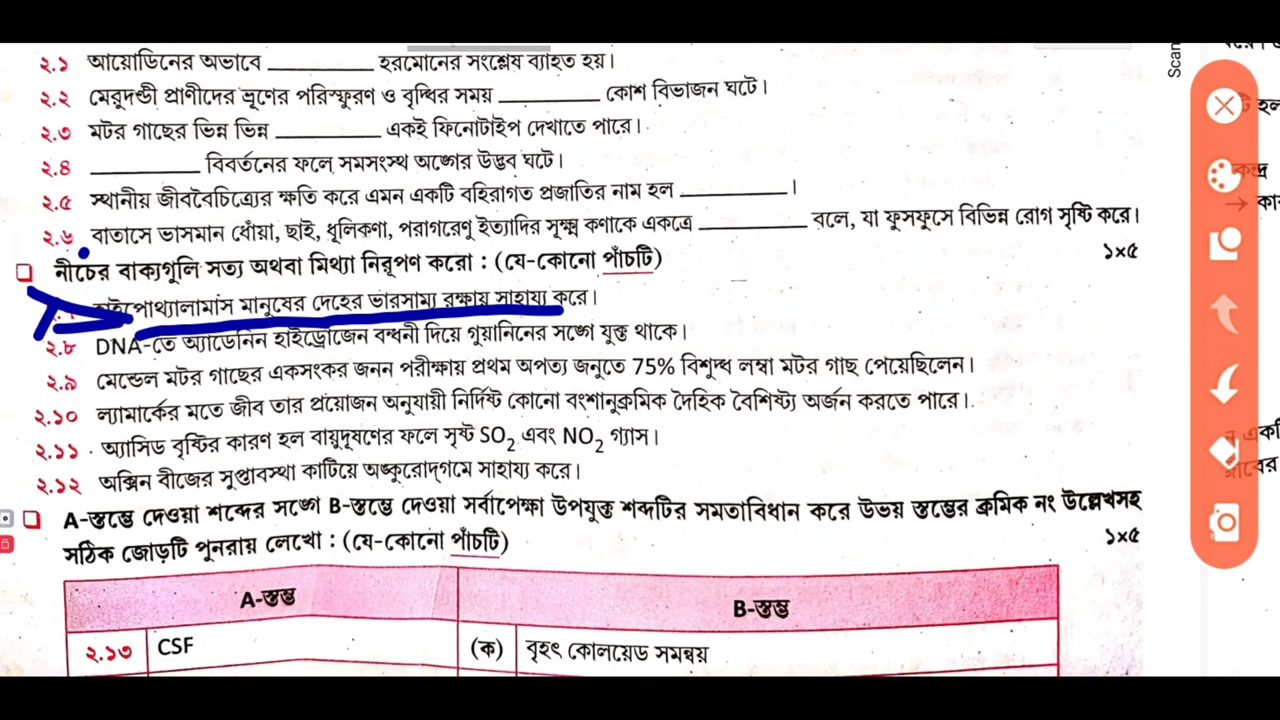 Scan
২.১ আয়োডিনের অভাবে __________ হরমোনের সংশ্লেষ ব্যাহত হয়।
২.২ মেরুদণ্ডী প্রাণীদের ভ্রূণের পরিস্ফুরণ ও বৃদ্ধির সময় __________ কোশ বিভাজন ঘটে।
২.৩ মটর গাছের ভিন্ন ভিন্ন __________ একই ফিনোটাইপ দেখাতে পারে।
২.৪ __________ বিবর্তনের ফলে সমসংস্থ অঙ্গের উদ্ভব ঘটে।
২.৫ স্থানীয় জীববৈচিত্র্যের ক্ষতি করে এমন একটি বহিরাগত প্রজাতির নাম হল __________ ।
২.৬ বাতাসে ভাসমান ধোঁয়া, ছাই, ধূলিকণা, পরাগরেণু ইত্যাদির সূক্ষ্ম কণাকে একত্রে __________ বলে, যা ফুসফুসে বিভিন্ন রোগ সৃষ্টি করে।
নীচের বাক্যগুলি সত্য অথবা মিথ্যা নিরূপণ করো : (যে-কোনো পাঁচটি) ১×৫
মানুষের দেহের ভারসাম্য রক্ষায় সাহায্য করে।
২.৮ DNA-তে অ্যাডেনিন হাইড্রোজেন বন্ধনী দিয়ে গুয়ানিনের সঙ্গে যুক্ত থাকে।
২.৯ মেন্ডেল মটর গাছের একসংকর জনন পরীক্ষায় প্রথম অপত্য জনুতে 75% বিশুদ্ধ লম্বা মটর গাছ পেয়েছিলেন।
২.১০ ল্যামার্কের মতে জীব তার প্রয়োজন অনুযায়ী নির্দিষ্ট কোনো বংশানুক্রমিক দৈহিক বৈশিষ্ট্য অর্জন করতে পারে।
২.১১ অ্যাসিড বৃষ্টির কারণ হল বায়ুদূষণের ফলে সৃষ্ট SO₂ এবং NO₂ গ্যাস।
২.১২ অক্সিন বীজের সুপ্তাবস্থা কাটিয়ে অঙ্কুরোদ্‌গমে সাহায্য করে।
A-স্তম্ভে দেওয়া শব্দের সঙ্গে B-স্তম্ভে দেওয়া সর্বাপেক্ষা উপযুক্ত শব্দটির সমতাবিধান করে উভয় স্তম্ভের ক্রমিক নং উল্লেখসহ
সঠিক জোড়টি পুনরায় লেখো : (যে-কোনো পাঁচটি) ১×৫
A-স্তম্ভ B-স্তম্ভ
২.১৩ CSF (ক) বৃহৎ কোলয়েড সমন্বয়